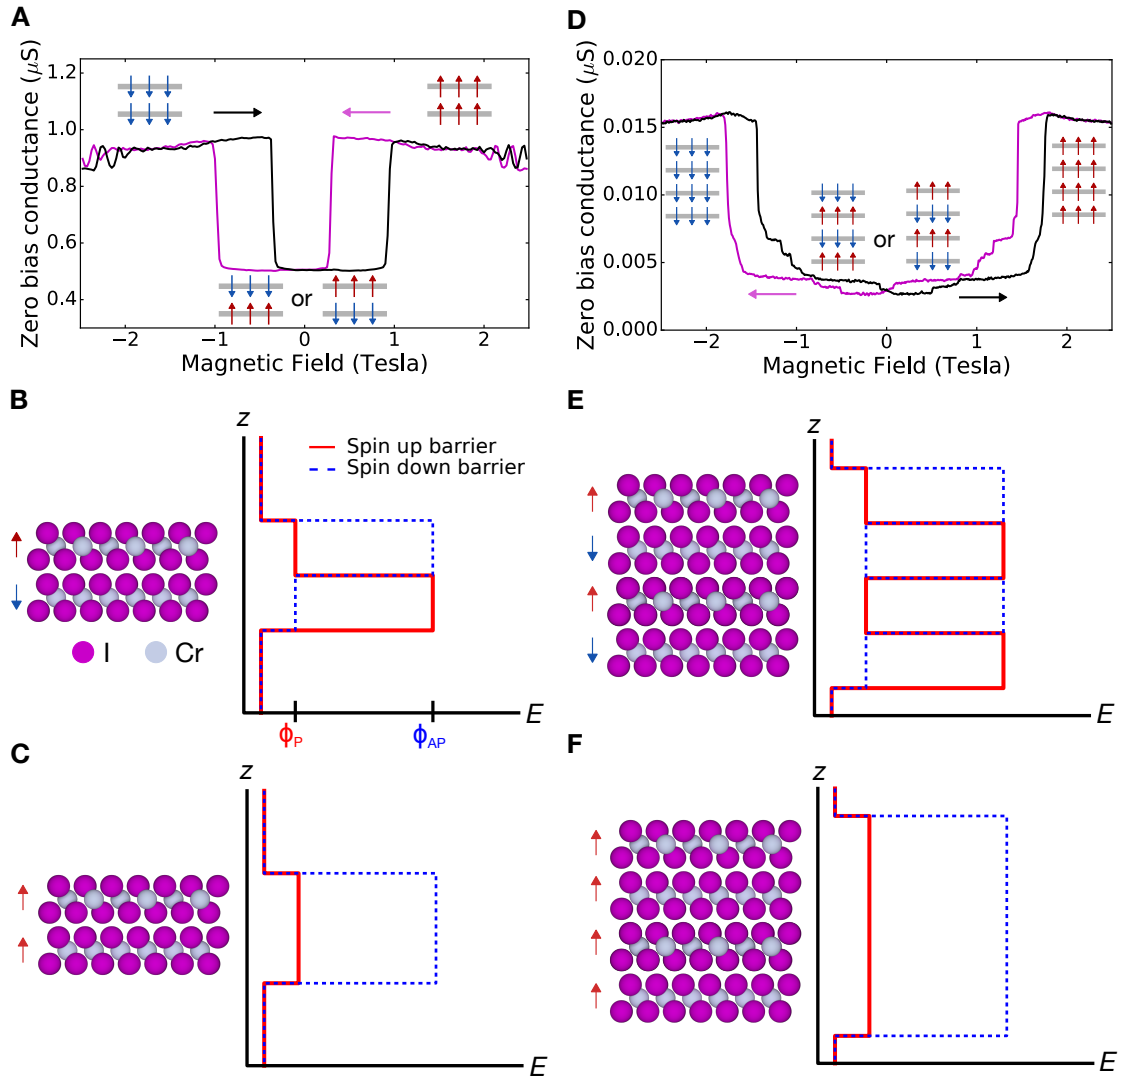 A
Zero bias conductance (μS)
1.2
1.0
0.8
0.6
0.4
or
−2
−1
0
1
2
Magnetic Field (Tesla)
D
Zero bias conductance (μS)
0.020
0.015
0.010
0.005
0.000
or
−2
−1
0
1
2
Magnetic Field (Tesla)
B
z
Spin up barrier
Spin down barrier
I
Cr
E
ϕP
ϕAP
E
z
E
C
z
E
F
z
E